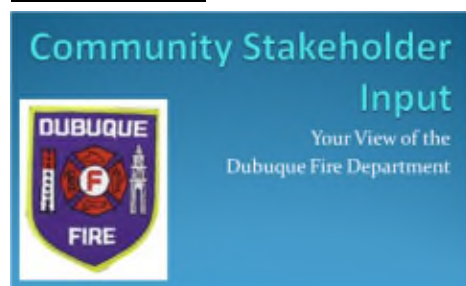 Community Stakeholder
Input
Your View of the
Dubuque Fire Department
DUBUQUE
F
FIRE